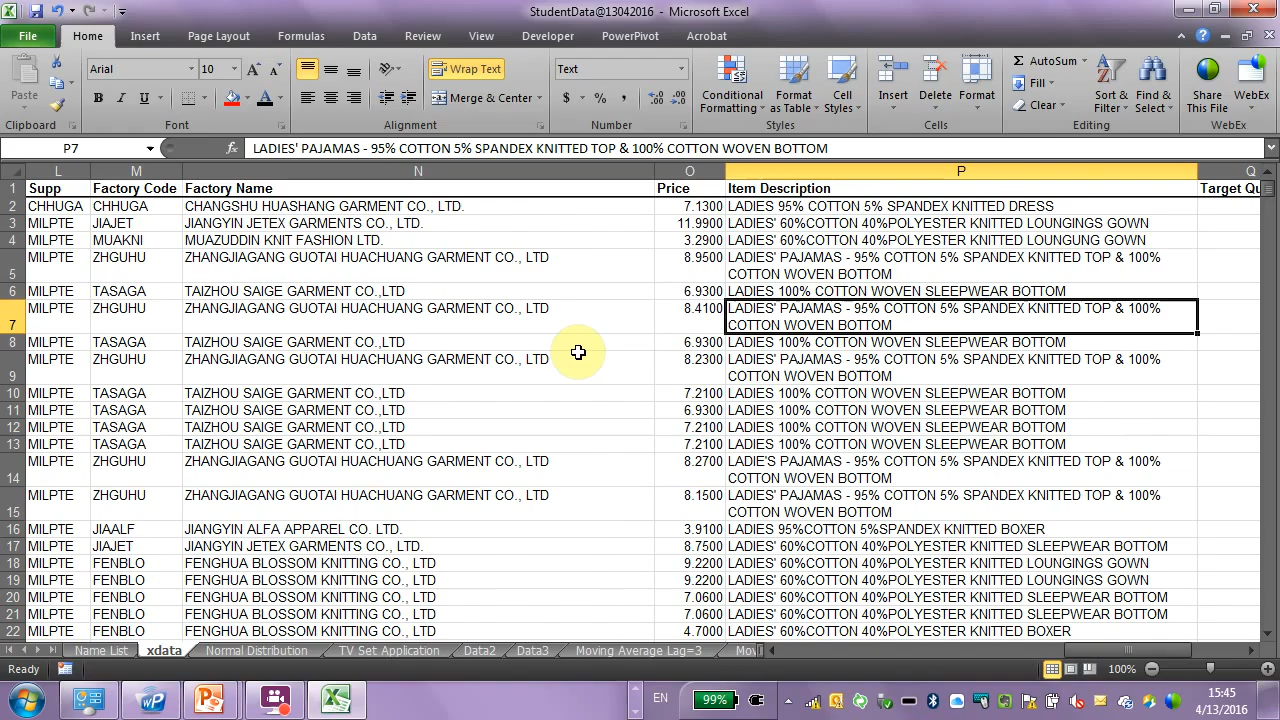 StudentData@13042016 - Microsoft Excel
File Home Insert Page Layout Formulas Data Review View Developer PowerPivot Acrobat
Paste Arial 10 Wrap Text Text Conditional Formatting Format as Table Cell Styles Insert Delete Format AutoSum Sort & Filter Find & Select Share This File WebEx
B I U Merge & Center $ % , Fill Clear
Clipboard Font Alignment Number Styles Cells Editing WebEx
P7 fx LADIES' PAJAMAS - 95% COTTON 5% SPANDEX KNITTED TOP & 100% COTTON WOVEN BOTTOM
L M N O P Q
1 Supp Factory Code Factory Name Price Item Description Target Qu
2 CHHUGA CHHUGA CHANGSHU HUASHANG GARMENT CO., LTD. 7.1300 LADIES 95% COTTON 5% SPANDEX KNITTED DRESS
3 MILPTE JIAJET JIANGYIN JETEX GARMENTS CO., LTD. 11.9900 LADIES' 60%COTTON 40%POLYESTER KNITTED LOUNGINGS GOWN
4 MILPTE MUAKNI MUAZUDDIN KNIT FASHION LTD. 3.2900 LADIES' 60%COTTON 40%POLYESTER KNITTED LOUNGUNG GOWN
5 MILPTE ZHGUHU ZHANGJIAGANG GUOTAI HUACHUANG GARMENT CO., LTD 8.9500 LADIES' PAJAMAS - 95% COTTON 5% SPANDEX KNITTED TOP & 100%
COTTON WOVEN BOTTOM
6 MILPTE TASAGA TAIZHOU SAIGE GARMENT CO.,LTD 6.9300 LADIES 100% COTTON WOVEN SLEEPWEAR BOTTOM
7 MILPTE ZHGUHU ZHANGJIAGANG GUOTAI HUACHUANG GARMENT CO., LTD 8.4100 LADIES' PAJAMAS - 95% COTTON 5% SPANDEX KNITTED TOP & 100%
COTTON WOVEN BOTTOM
8 MILPTE TASAGA TAIZHOU SAIGE GARMENT CO.,LTD 6.9300 LADIES 100% COTTON WOVEN SLEEPWEAR BOTTOM
9 MILPTE ZHGUHU ZHANGJIAGANG GUOTAI HUACHUANG GARMENT CO., LTD 8.2300 LADIES' PAJAMAS - 95% COTTON 5% SPANDEX KNITTED TOP & 100%
COTTON WOVEN BOTTOM
10 MILPTE TASAGA TAIZHOU SAIGE GARMENT CO.,LTD 7.2100 LADIES 100% COTTON WOVEN SLEEPWEAR BOTTOM
11 MILPTE TASAGA TAIZHOU SAIGE GARMENT CO.,LTD 6.9300 LADIES 100% COTTON WOVEN SLEEPWEAR BOTTOM
12 MILPTE TASAGA TAIZHOU SAIGE GARMENT CO.,LTD 7.2100 LADIES 100% COTTON WOVEN SLEEPWEAR BOTTOM
13 MILPTE TASAGA TAIZHOU SAIGE GARMENT CO.,LTD 7.2100 LADIES 100% COTTON WOVEN SLEEPWEAR BOTTOM
14 MILPTE ZHGUHU ZHANGJIAGANG GUOTAI HUACHUANG GARMENT CO., LTD 8.2700 LADIE'S PAJAMAS - 95% COTTON 5% SPANDEX KNITTED TOP & 100%
COTTON WOVEN BOTTOM
15 MILPTE ZHGUHU ZHANGJIAGANG GUOTAI HUACHUANG GARMENT CO., LTD 8.1500 LADIES' PAJAMAS - 95% COTTON 5% SPANDEX KNITTED TOP & 100%
COTTON WOVEN BOTTOM
16 MILPTE JIAALF JIANGYIN ALFA APPAREL CO. LTD. 3.9100 LADIES 95%COTTON 5%SPANDEX KNITTED BOXER
17 MILPTE JIAJET JIANGYIN JETEX GARMENTS CO., LTD. 8.7500 LADIES' 60%COTTON 40%POLYESTER KNITTED SLEEPWEAR BOTTOM
18 MILPTE FENBLO FENGHUA BLOSSOM KNITTING CO., LTD 9.2200 LADIES' 60%COTTON 40%POLYESTER KNITTED LOUNGINGS GOWN
19 MILPTE FENBLO FENGHUA BLOSSOM KNITTING CO., LTD 9.2200 LADIES' 60%COTTON 40%POLYESTER KNITTED LOUNGINGS GOWN
20 MILPTE FENBLO FENGHUA BLOSSOM KNITTING CO., LTD 7.0600 LADIES' 60%COTTON 40%POLYESTER KNITTED SLEEPWEAR BOTTOM
21 MILPTE FENBLO FENGHUA BLOSSOM KNITTING CO., LTD 7.0600 LADIES' 60%COTTON 40%POLYESTER KNITTED SLEEPWEAR BOTTOM
22 MILPTE FENBLO FENGHUA BLOSSOM KNITTING CO., LTD 4.7000 LADIES' 60%COTTON 40%POLYESTER KNITTED BOXER
Name List xdata Normal Distribution TV Set Application Data2 Data3 Moving Average Lag=3 Mov
Ready 100%
EN 99% 15:45
4/13/2016